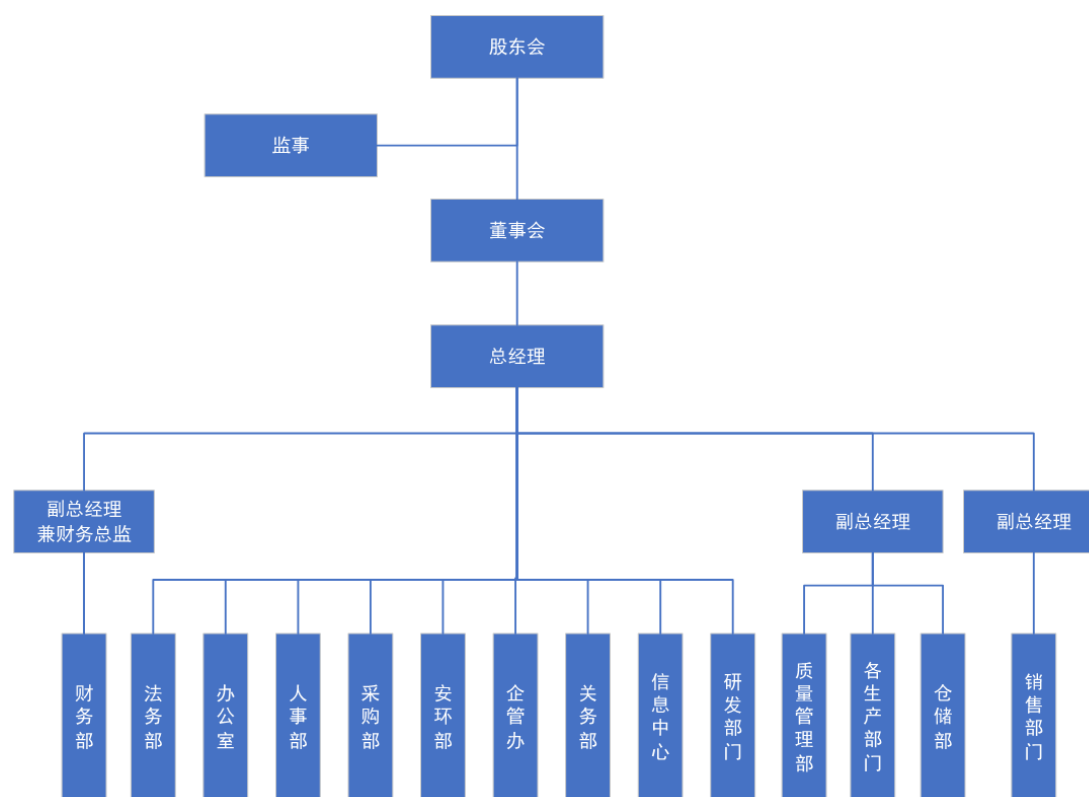 股东会
监事
董事会
总经理
副总经理
兼财务总监
副总经理
副总经理
财务部
法务部
办公室
人事部
采购部
安环部
企管办
关务部
信息中心
研发部门
质量管理部
各生产部门
仓储部
销售部门